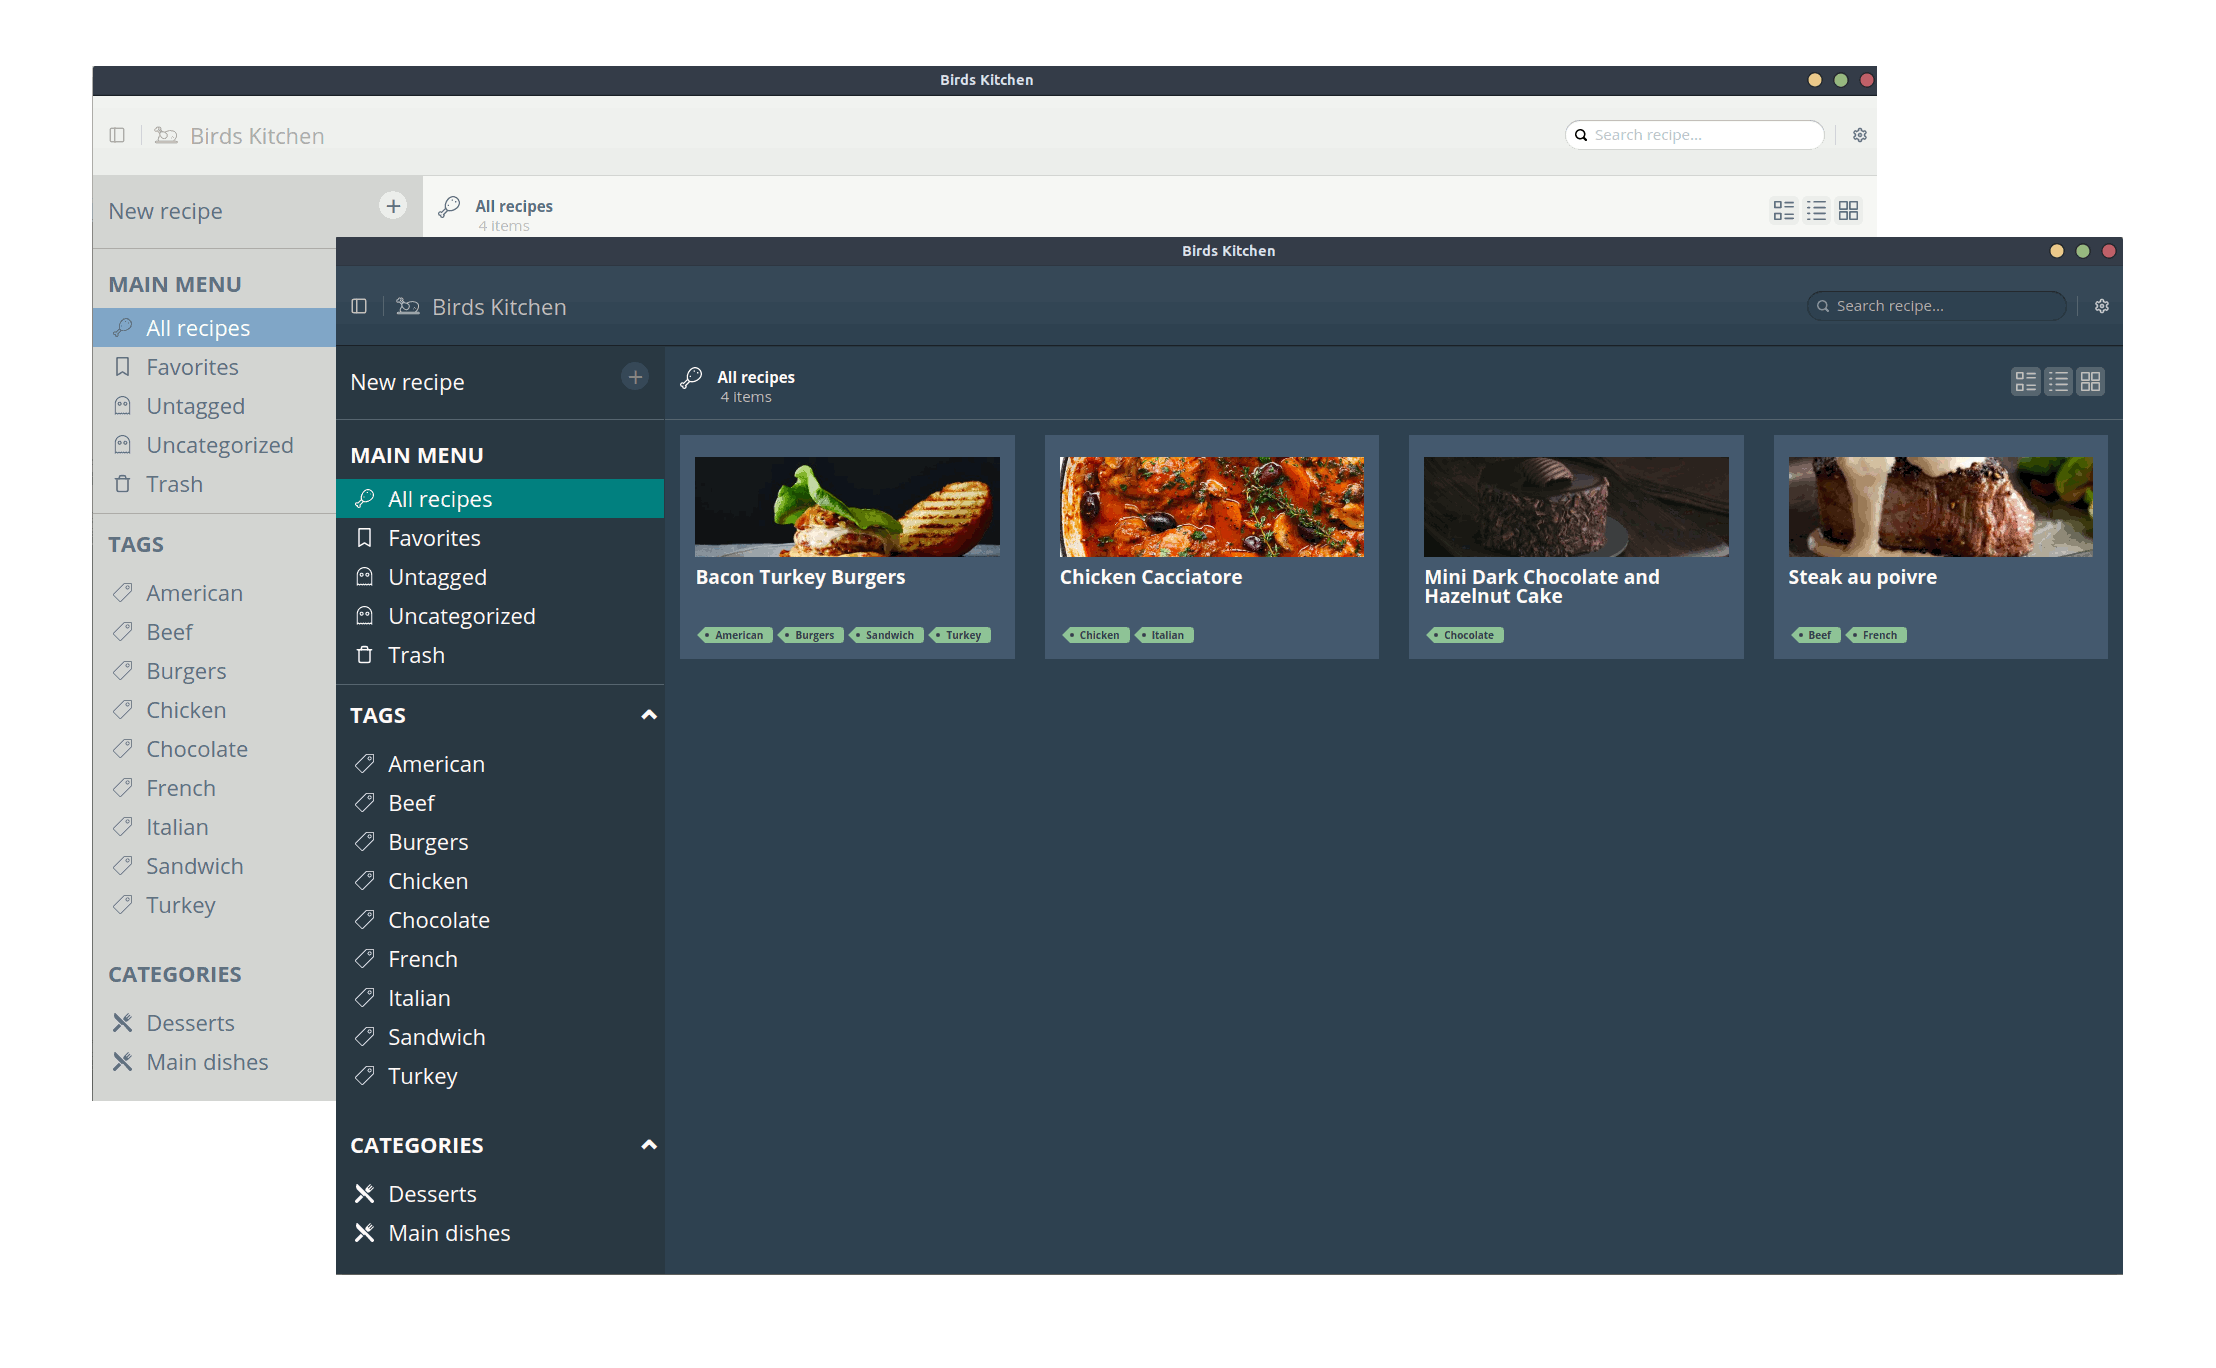 Birds Kitchen
Birds Kitchen
Search recipe...
New recipe
All recipes
4 items
MAIN MENU
All recipes
Favorites
Untagged
Uncategorized
Trash
TAGS
American
Beef
Burgers
Chicken
Chocolate
French
Italian
Sandwich
Turkey
CATEGORIES
Desserts
Main dishes
Birds Kitchen
Birds Kitchen
Search recipe...
New recipe
All recipes
4 items
MAIN MENU
All recipes
Favorites
Untagged
Uncategorized
Trash
TAGS
American
Beef
Burgers
Chicken
Chocolate
French
Italian
Sandwich
Turkey
CATEGORIES
Desserts
Main dishes
Bacon Turkey Burgers
American Burgers Sandwich Turkey
Chicken Cacciatore
Chicken Italian
Mini Dark Chocolate and
Hazelnut Cake
Chocolate
Steak au poivre
Beef French